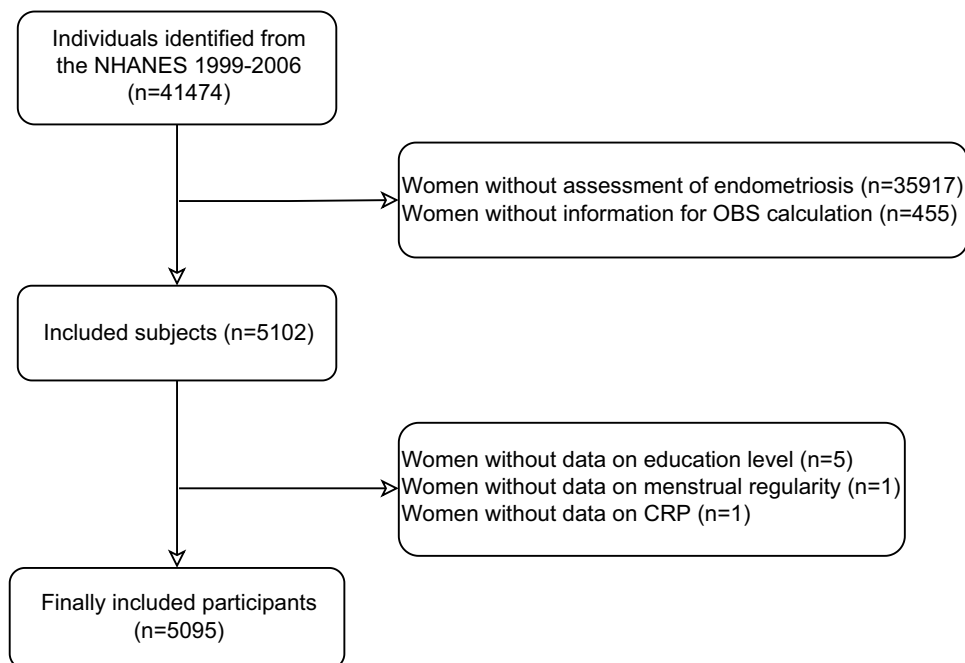 Individuals identified from
the NHANES 1999-2006
(n=41474)
Women without assessment of endometriosis (n=35917)
Women without information for OBS calculation (n=455)
Included subjects (n=5102)
Women without data on education level (n=5)
Women without data on menstrual regularity (n=1)
Women without data on CRP (n=1)
Finally included participants
(n=5095)